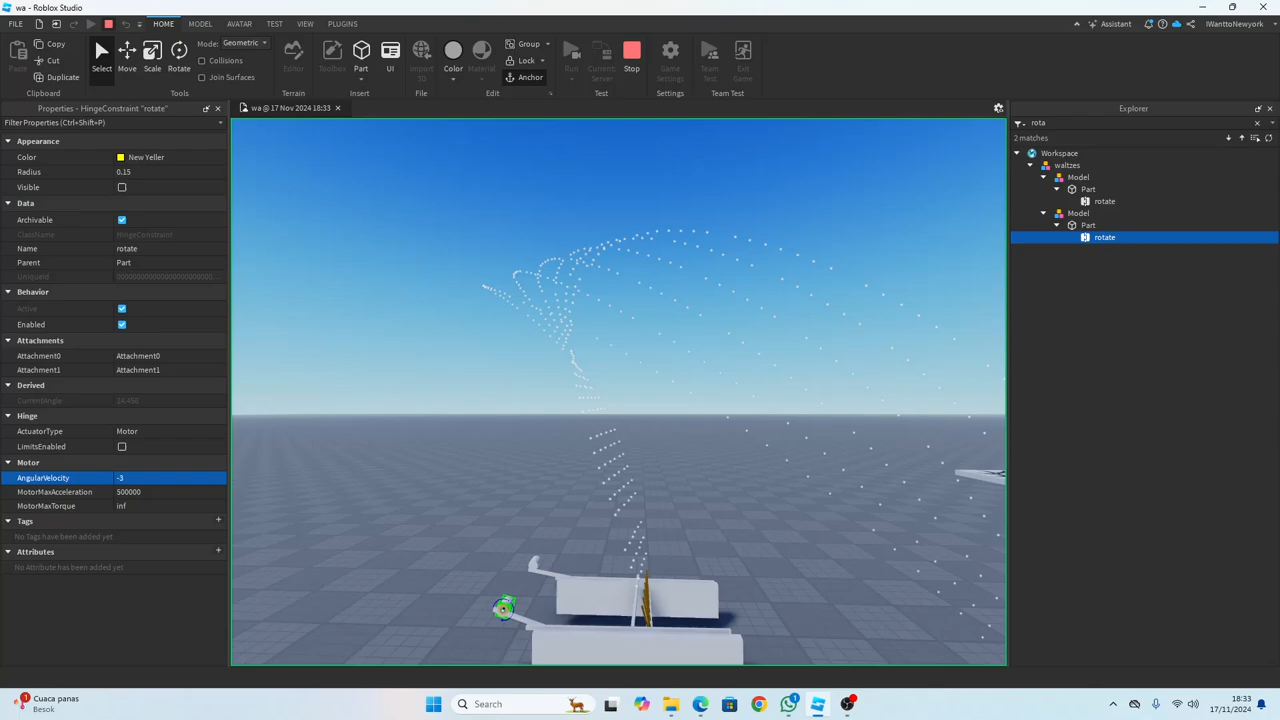 wa - Roblox Studio
FILE HOME MODEL AVATAR TEST VIEW PLUGINS Assistant IWanttoNewyork
Paste Copy Cut Duplicate Clipboard
Select Move Scale Rotate Mode: Geometric Collisions Join Surfaces Tools
Editor Terrain
Toolbox Part UI Insert
Import 3D File
Color Material Group Lock Anchor Edit
Run Current: Server Stop Test
Game Settings Settings
Team Test Exit Game Team Test
Properties - HingeConstraint "rotate"
Filter Properties (Ctrl+Shift+P)
Appearance
Color New Yeller
Radius 0.15
Visible
Data
Archivable
ClassName HingeConstraint
Name rotate
Parent Part
UniqueId
Behavior
Active
Enabled
Attachments
Attachment0 Attachment0
Attachment1 Attachment1
Derived
CurrentAngle 14.450
Hinge
ActuatorType Motor
LimitsEnabled
Motor
AngularVelocity -3
MotorMaxAcceleration 500000
MotorMaxTorque inf
Tags
No Tags have been added yet
Attributes
No Attribute has been added yet
wa @ 17 Nov 2024 18:33
Explorer
rota
2 matches
Workspace
waltzes
Model
Part
rotate
Model
Part
rotate
1
Cuaca panas
Besok
Search
1
18:33
17/11/2024